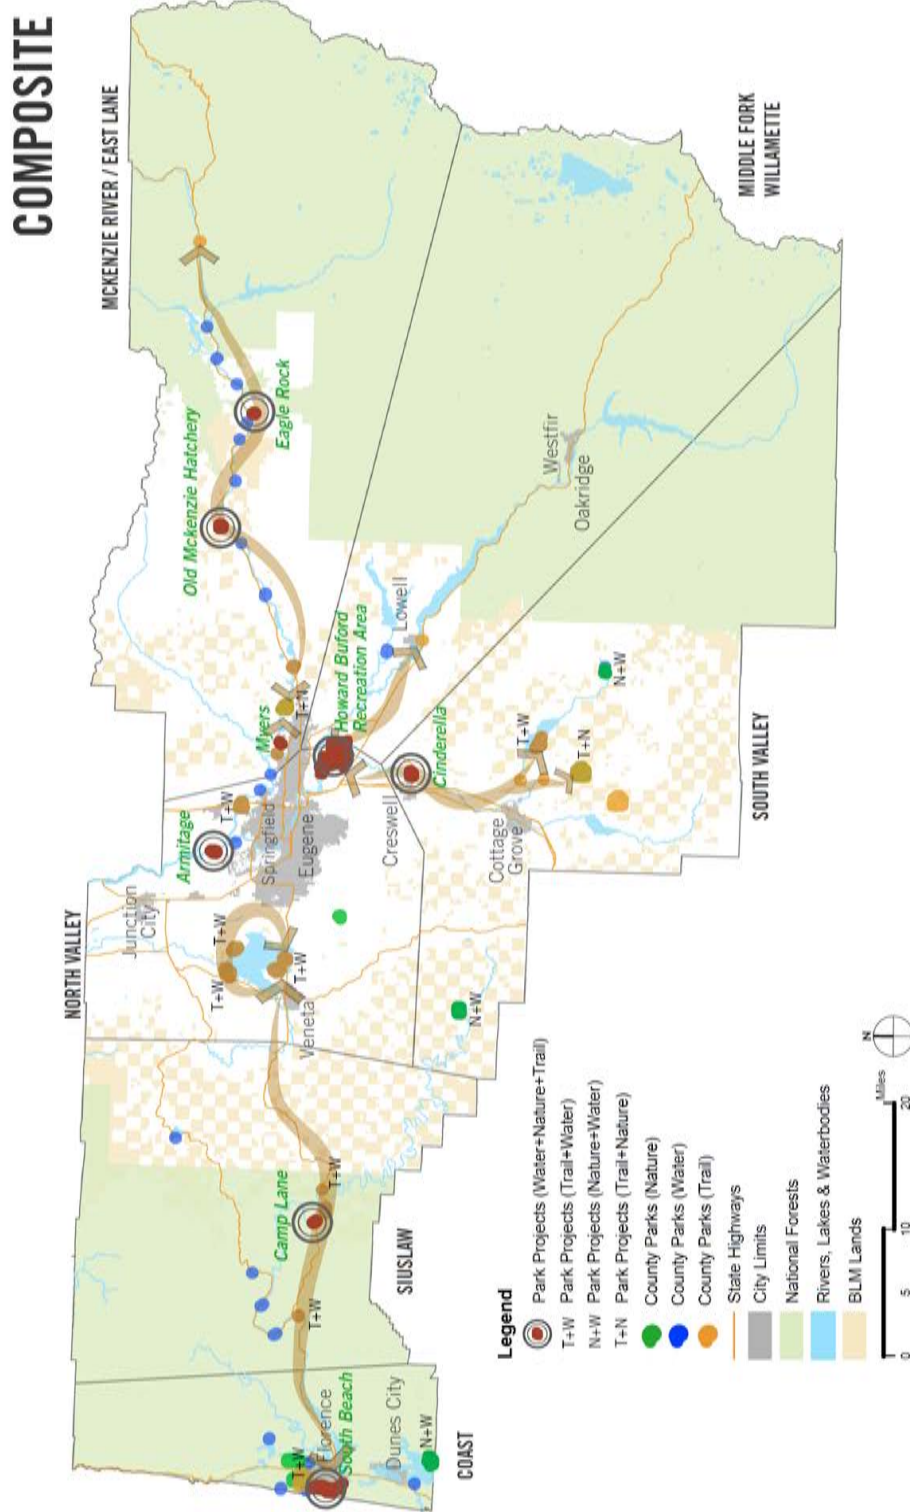 COMPOSITE
MCKENZIE RIVER / EAST LANE
MIDDLE FORK
WILLAMETTE
NORTH VALLEY
SOUTH VALLEY
SIUSLAW
COAST
Old Mckenzie Hatchery
Eagle Rock
Westfir
Oakridge
Howard Buford
Recreation Area
Lowell
Myers
T+N
Armitage
T+W
Springfield
Eugene
Cinderella
Creswell
Cottage
Grove
T+W
T+N
N+W
Junction
City
T+W
T+W
T+W
Veneta
N+W
Camp Lane
T+W
T+W
T+W
Florence
South Beach
Dunes City
N+W
Legend
Park Projects (Water+Nature+Trail)
T+W Park Projects (Trail+Water)
N+W Park Projects (Nature+Water)
T+N Park Projects (Trail+Nature)
County Parks (Nature)
County Parks (Water)
County Parks (Trail)
State Highways
City Limits
National Forests
Rivers, Lakes & Waterbodies
BLM Lands
0 5 10 20
Miles
N